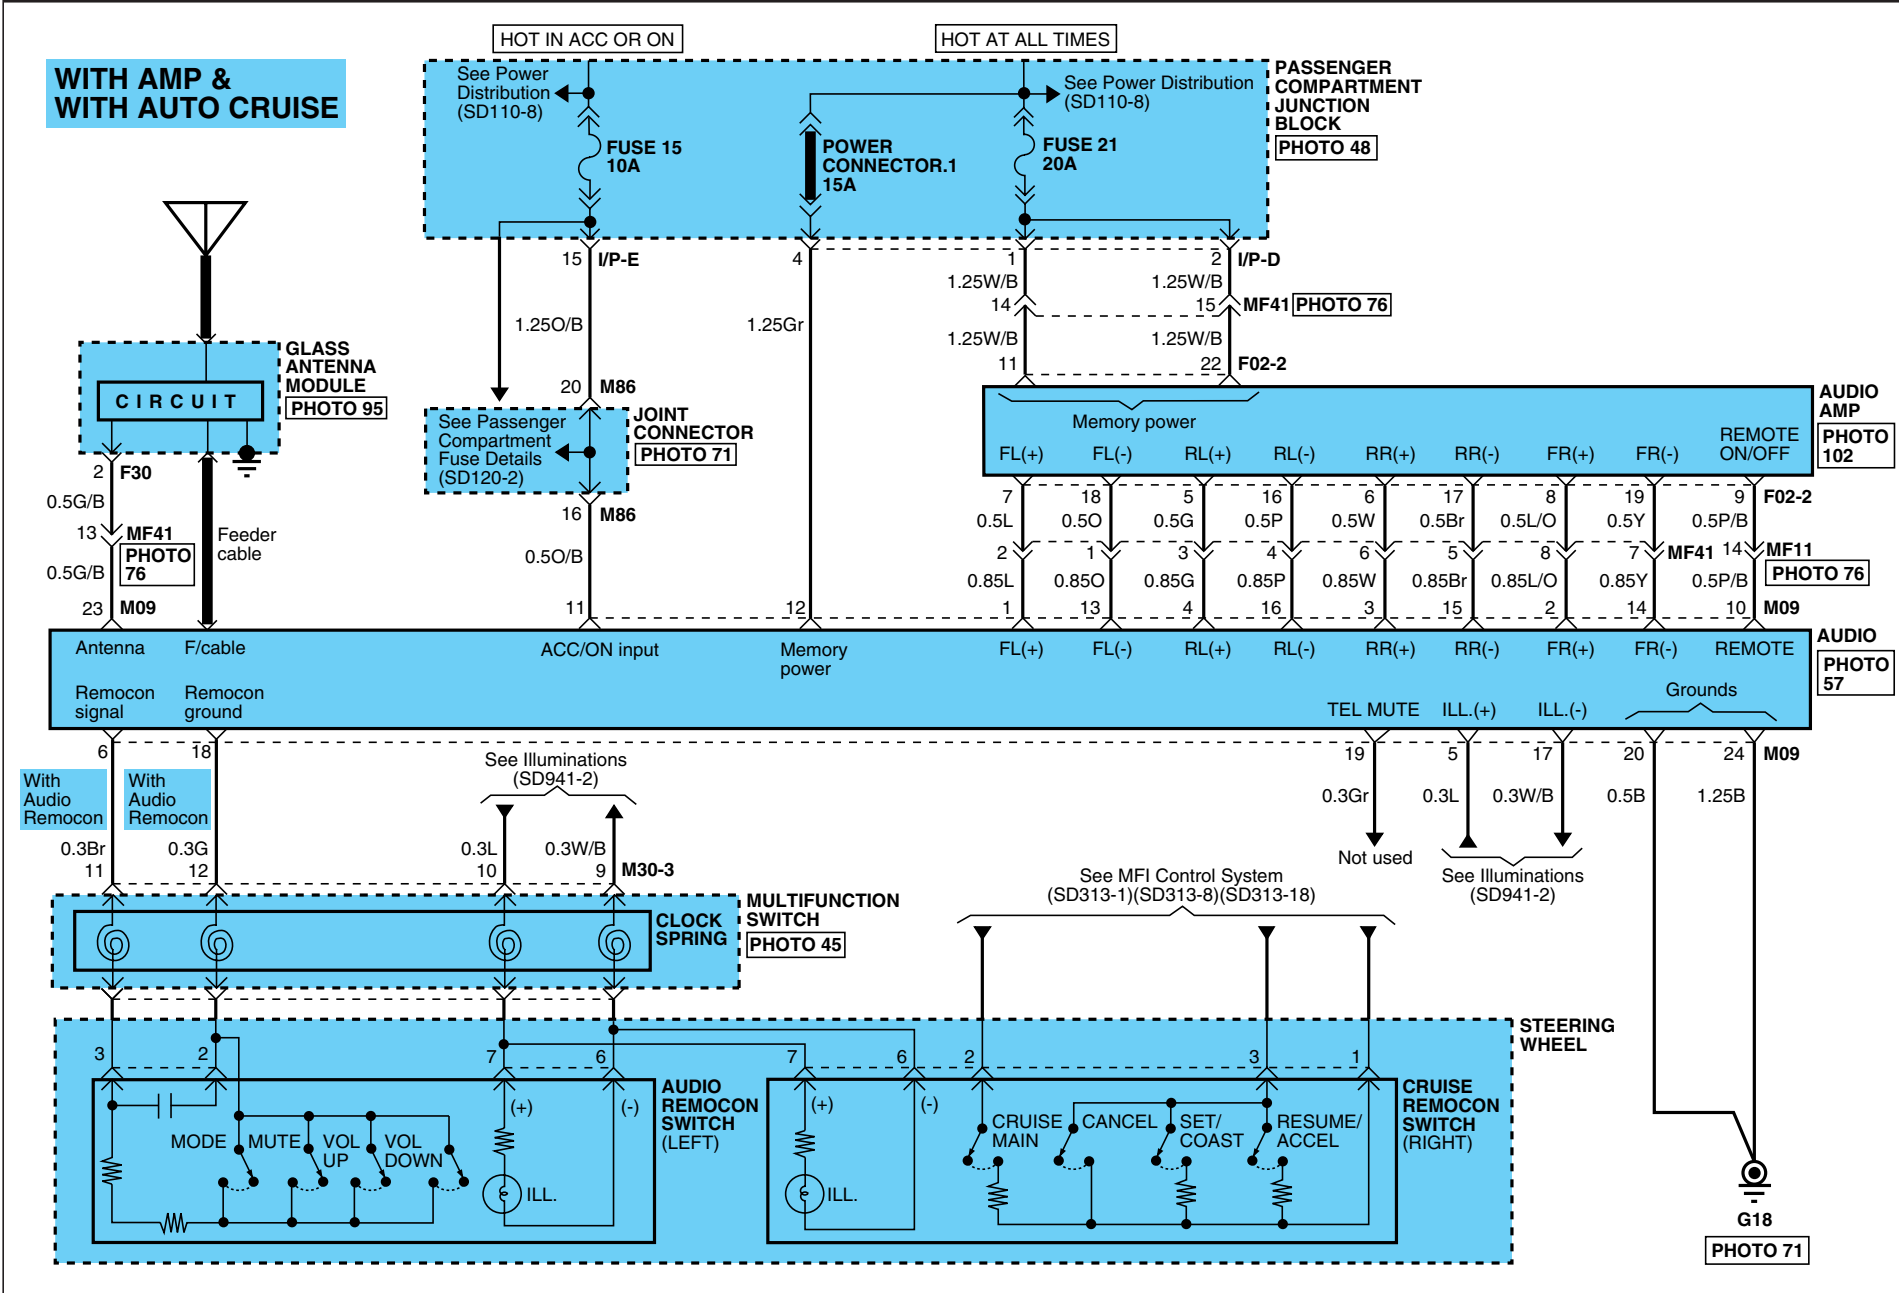 HOT IN ACC OR ON
HOT AT ALL TIMES
WITH AMP &
WITH AUTO CRUISE
See Power
Distribution
(SD110-8)
FUSE 15
10A
POWER
CONNECTOR.1
15A
See Power Distribution
(SD110-8)
FUSE 21
20A
PASSENGER
COMPARTMENT
JUNCTION
BLOCK
PHOTO 48
15 I/P-E
4
1
2 I/P-D
1.25W/B
1.25W/B
14
15 MF41 PHOTO 76
1.25O/B
1.25Gr
1.25W/B
1.25W/B
11
22 F02-2
GLASS
ANTENNA
MODULE
PHOTO 95
CIRCUIT
20 M86
See Passenger
Compartment
Fuse Details
(SD120-2)
JOINT
CONNECTOR
PHOTO 71
16 M86
0.5O/B
2 F30
0.5G/B
13 MF41
PHOTO
76
0.5G/B
23 M09
Feeder
cable
Memory power
FL(+) FL(-) RL(+) RL(-) RR(+) RR(-) FR(+) FR(-)
REMOTE
ON/OFF
AUDIO
AMP
PHOTO
102
7 18 5 16 6 17 8 19 9 F02-2
0.5L 0.5O 0.5G 0.5P 0.5W 0.5Br 0.5L/O 0.5Y 0.5P/B
2 1 3 4 6 5 8 7 MF41 14 MF11
PHOTO 76
0.85L 0.85O 0.85G 0.85P 0.85W 0.85Br 0.85L/O 0.85Y 0.5P/B
11 12 1 13 4 16 3 15 2 14 10 M09
Antenna
F/cable
ACC/ON input
Memory
power
FL(+) FL(-) RL(+) RL(-) RR(+) RR(-) FR(+) FR(-) REMOTE
AUDIO
PHOTO
57
Remocon
signal
Remocon
ground
TEL MUTE ILL.(+) ILL.(-)
Grounds
6 18
19 5 17 20 24 M09
With
Audio
Remocon
With
Audio
Remocon
See Illuminations
(SD941-2)
0.3Gr 0.3L 0.3W/B 0.5B 1.25B
Not used
See Illuminations
(SD941-2)
0.3Br 0.3G 0.3L 0.3W/B
11 12 10 9 M30-3
See MFI Control System
(SD313-1)(SD313-8)(SD313-18)
CLOCK
SPRING
MULTIFUNCTION
SWITCH
PHOTO 45
STEERING
WHEEL
3 2 7 6 7 6 2 3 1
(+) (-)
(+) (-)
AUDIO
REMOCON
SWITCH
(LEFT)
MODE
MUTE
VOL
UP
VOL
DOWN
ILL.
ILL.
CRUISE
MAIN
CANCEL
SET/
COAST
RESUME/
ACCEL
CRUISE
REMOCON
SWITCH
(RIGHT)
G18
PHOTO 71